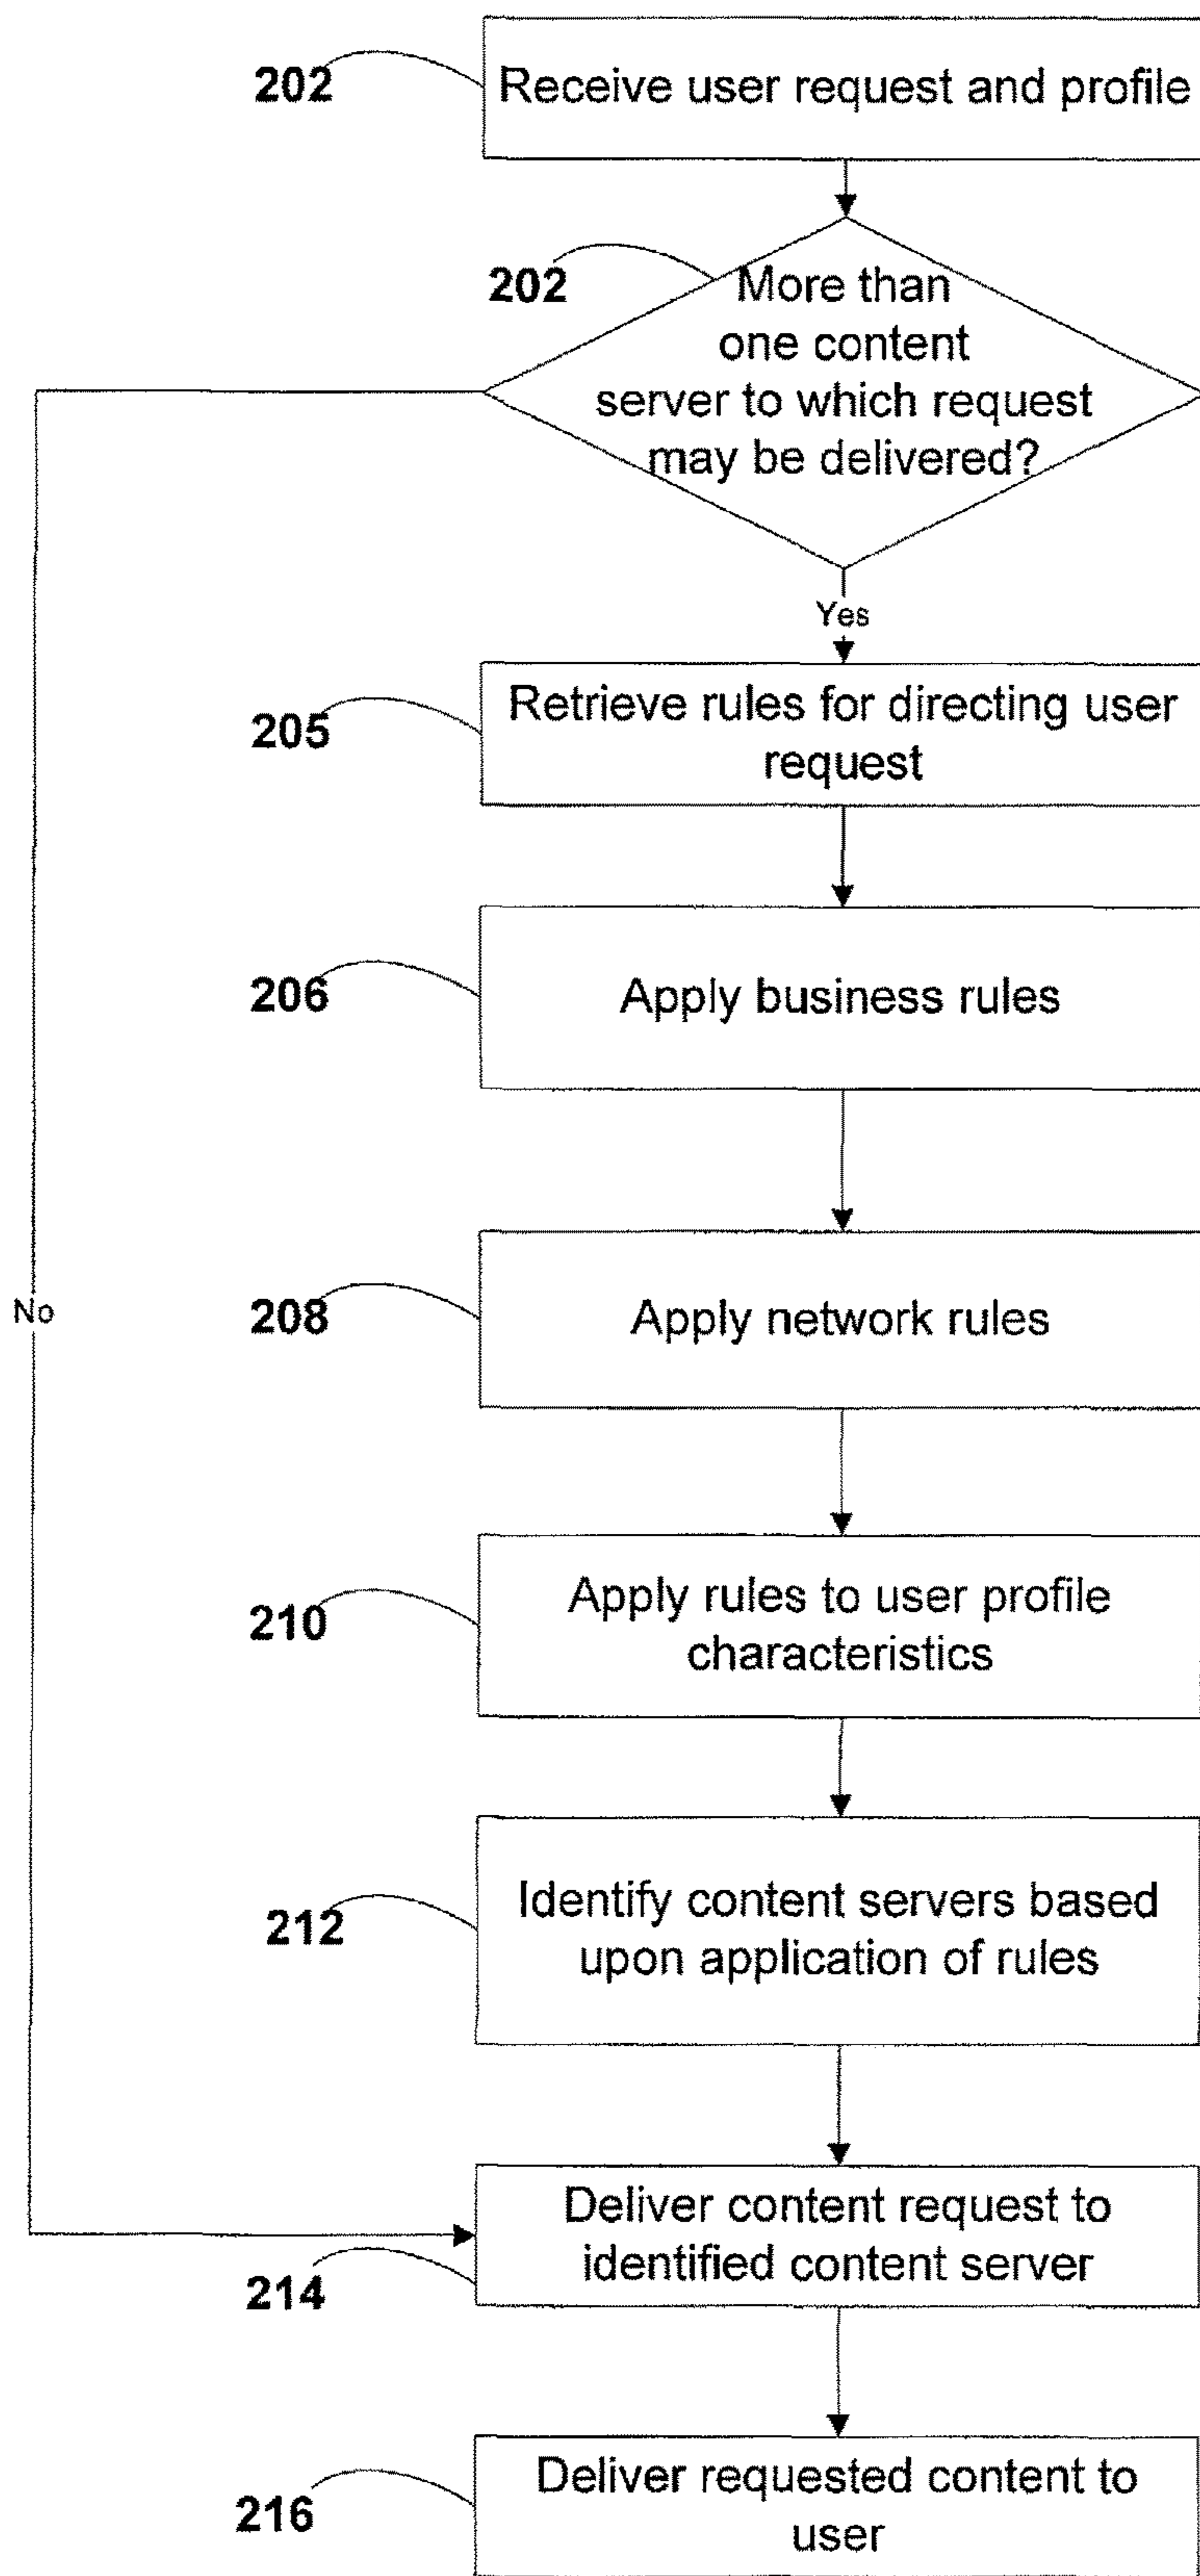 202
Receive user request and profile
202
More than
one content
server to which request
may be delivered?
Yes
205
Retrieve rules for directing user
request
206
Apply business rules
208
Apply network rules
No
210
Apply rules to user profile
characteristics
212
Identify content servers based
upon application of rules
Deliver content request to
identified content server
214
Deliver requested content to
user
216